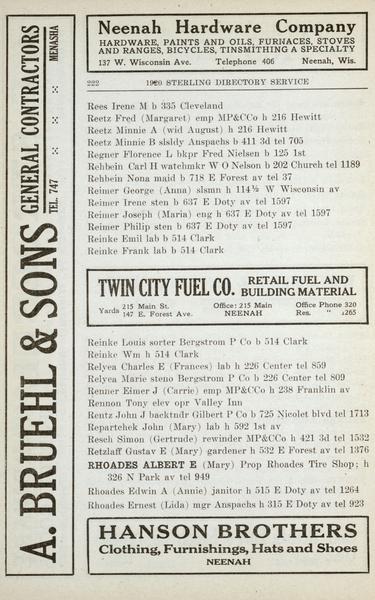 Neenah Hardware Company
HARDWARE, PAINTS AND OILS, FURNACES, STOVES
AND RANGES, BICYCLES, TINSMITHING A SPECIALTY
137 W. Wisconsin Ave. Telephone 406 Neenah, Wis.
222 1920 STERLING DIRECTORY SERVICE
A. BRUEHL & SONS
GENERAL CONTRACTORS
TEL. 747 MENASHA
Rees Irene M b 335 Cleveland
Reetz Fred (Margaret) emp MP&CCo h 216 Hewitt
Reetz Minnie A (wid August) h 216 Hewitt
Reetz Minnie B slsldy Anspachs b 411 3d tel 705
Regner Florence L bkpr Fred Nielsen b 125 1st
Rehbein Carl H watchmkr W O Nelson b 202 Church tel 1189
Rehbein Nona maid b 718 E Forest av tel 37
Reimer George (Anna) slsmn h 114½ W Wisconsin av
Reimer Irene sten b 637 E Doty av tel 1597
Reimer Joseph (Maria) eng h 637 E Doty av tel 1597
Reimer Philip sten b 637 E Doty av tel 1597
Reinke Emil lab b 514 Clark
Reinke Frank lab b 514 Clark
TWIN CITY FUEL CO. RETAIL FUEL AND
BUILDING MATERIAL
Yards 215 Main St. Office: 215 Main Office Phone 320
147 E. Forest Ave. NEENAH Res. " 1265
Reinke Louis sorter Bergstrom P Co b 514 Clark
Reinke Wm h 514 Clark
Relyea Charles E (Frances) lab h 226 Center tel 859
Relyea Marie steno Bergstrom P Co b 226 Center tel 809
Renner Eimer J (Carrie) emp MP&CCo h 238 Franklin av
Rennon Tony elev opr Valley Inn
Rentz John J backtndr Gilbert P Co b 725 Nicolet blvd tel 1713
Repartchek John (Mary) lab h 592 1st av
Resch Simon (Gertrude) rewinder MP&CCo h 421 3d tel 1532
Retzlaff Gustav E (Mary) gardener h 532 E Forest av tel 1376
RHOADES ALBERT E (Mary) Prop Rhoades Tire Shop; h
326 N Park av tel 949
Rhoades Edwin A (Annie) janitor h 515 E Doty av tel 1264
Rhoades Ernest (Lida) mgr Anspachs h 315 E Doty av tel 923
HANSON BROTHERS
Clothing, Furnishings, Hats and Shoes
NEENAH